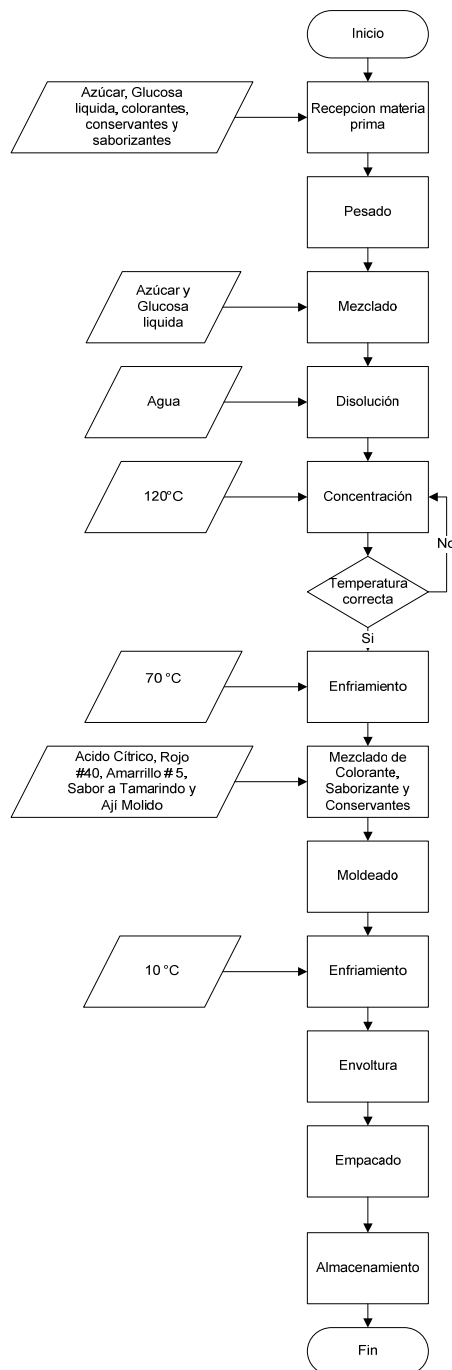 Inicio
Azúcar, Glucosa
liquida, colorantes,
conservantes y
saborizantes
Recepcion materia
prima
Pesado
Azúcar y
Glucosa
liquida
Mezclado
Agua
Disolución
120°C
Concentración
No
Temperatura
correcta
Si
70 °C
Enfriamiento
Acido Cítrico, Rojo
#40, Amarrillo # 5,
Sabor a Tamarindo y
Ají Molido
Mezclado de
Colorante,
Saborizante y
Conservantes
Moldeado
10 °C
Enfriamiento
Envoltura
Empacado
Almacenamiento
Fin